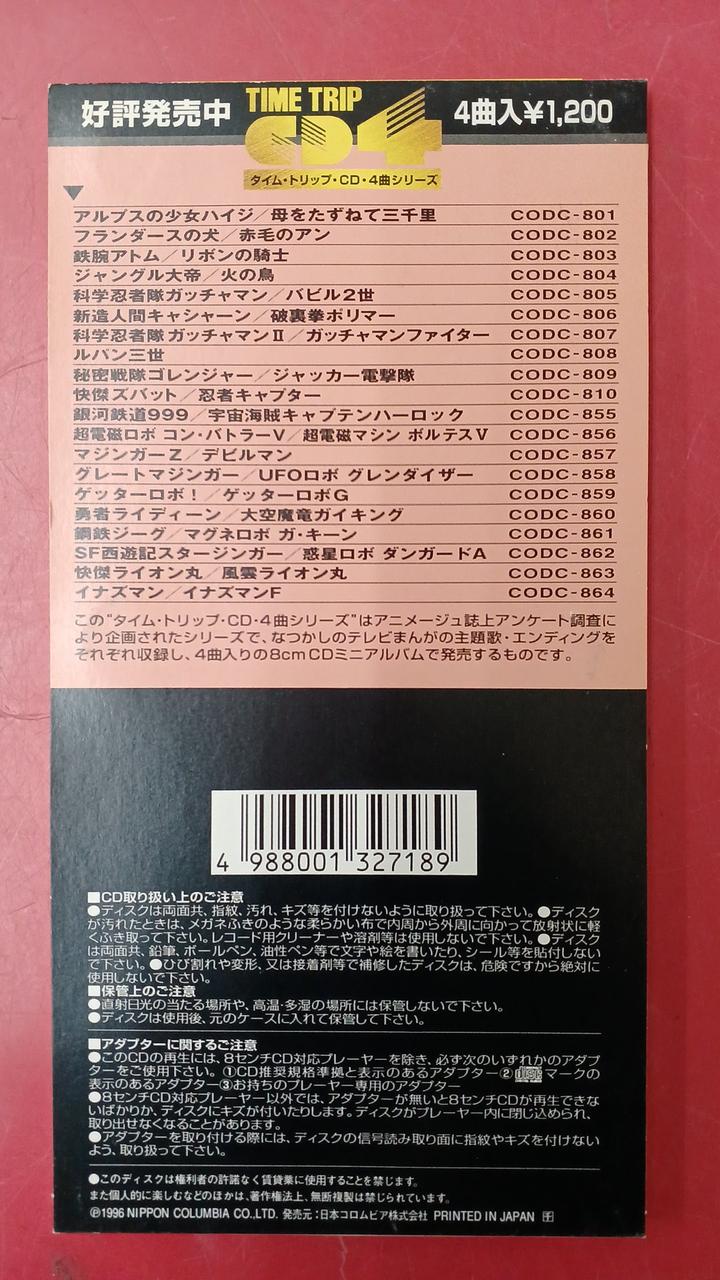 好評発売中
TIME TRIP
CD4
4曲入¥1,200
タイム・トリップ・CD・4曲シリーズ
アルプスの少女ハイジ／母をたずねて三千里 CODC-801
フランダースの犬／赤毛のアン CODC-802
鉄腕アトム／リボンの騎士 CODC-803
ジャングル大帝／火の鳥 CODC-804
科学忍者隊ガッチャマン／バビル2世 CODC-805
新造人間キャシャーン／破裏拳ポリマー CODC-806
科学忍者隊ガッチャマンⅡ／ガッチャマンファイター CODC-807
ルパン三世 CODC-808
秘密戦隊ゴレンジャー／ジャッカー電撃隊 CODC-809
快傑ズバット／忍者キャプター CODC-810
銀河鉄道999／宇宙海賊キャプテンハーロック CODC-855
超電磁ロボ コン・バトラーV／超電磁マシン ボルテスV CODC-856
マジンガーZ／デビルマン CODC-857
グレートマジンガー／UFOロボ グレンダイザー CODC-858
ゲッターロボ！／ゲッターロボG CODC-859
勇者ライディーン／大空魔竜ガイキング CODC-860
鋼鉄ジーグ／マグネロボ ガ・キーン CODC-861
SF西遊記スタージンガー／惑星ロボ ダンガードA CODC-862
快傑ライオン丸／風雲ライオン丸 CODC-863
イナズマン／イナズマンF CODC-864
この“タイム・トリップ・CD・4曲シリーズ”はアニメージュ誌上アンケート調査に
より企画されたシリーズで、なつかしのテレビまんがの主題歌・エンディングを
それぞれ収録し、4曲入りの8cmCDミニアルバムで発売するものです。
4 988001 327189
■CD取り扱い上のご注意
●ディスクは両面共、指紋、汚れ、キズ等を付けないように取り扱って下さい。●ディスク
が汚れたときは、メガネふきのような柔らかい布で内周から外周に向かって放射状に軽
くふき取って下さい。レコード用クリーナーや溶剤等は使用しないで下さい。●ディスク
は両面共、鉛筆、ボールペン、油性ペン等で文字や絵を書いたり、シール等を貼付しない
で下さい。●ひび割れや変形、又は接着剤等で補修したディスクは、危険ですから絶対に
使用しないで下さい。
■保管上のご注意
●直射日光の当たる場所や、高温・多湿の場所には保管しないで下さい。
●ディスクは使用後、元のケースに入れて保管して下さい。
■アダプターに関するご注意
●このCDの再生には、8センチCD対応プレーヤーを除き、必ず次のいずれかのアダプ
ターをご使用下さい。①CD推奨規格準拠と表示のあるアダプター②マークの
表示のあるアダプター③お持ちのプレーヤー専用のアダプター
●8センチCD対応プレーヤー以外では、アダプターが無いと8センチCDが再生できな
いばかりか、ディスクにキズが付いたりします。ディスクがプレーヤー内に閉じ込められ、
取り出せなくなることがあります。
●アダプターを取り付ける際には、ディスクの信号読み取り面に指紋やキズを付けない
よう、取り扱って下さい。
●このディスクは権利者の許諾なく賃貸業に使用することを禁じます。
また個人的に楽しむなどのほかは、著作権法上、無断複製は禁じられています。
Ⓟ1996 NIPPON COLUMBIA CO.,LTD. 発売元：日本コロムビア株式会社 PRINTED IN JAPAN